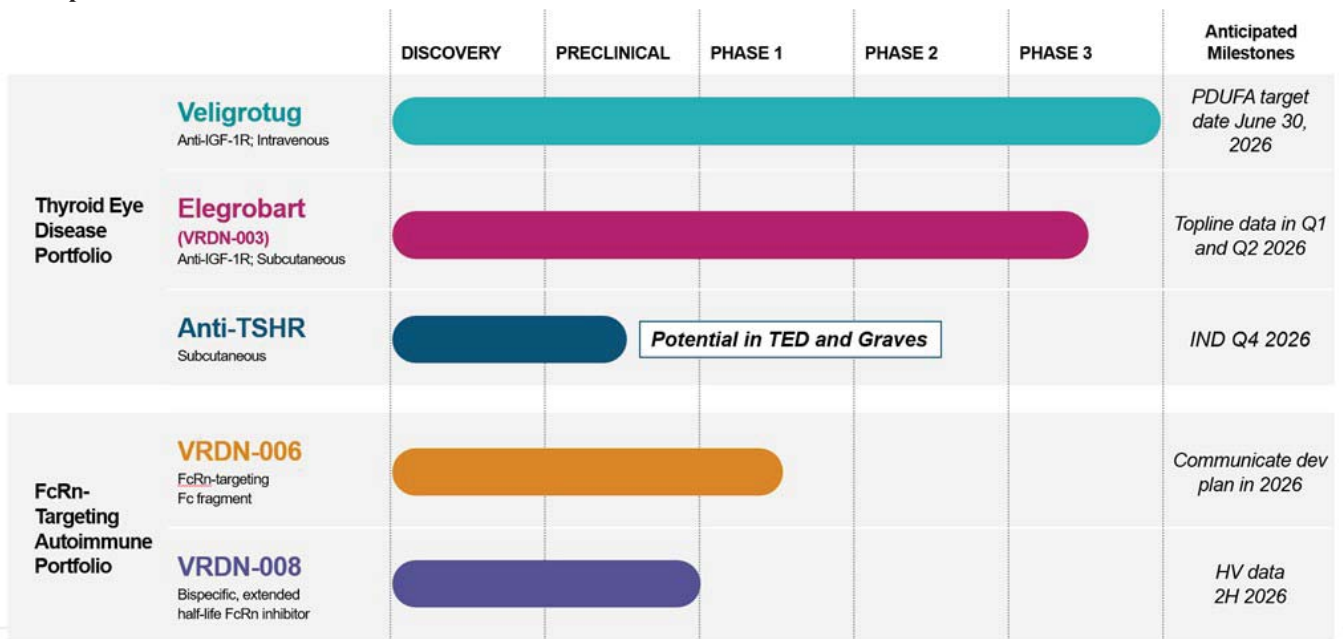 DISCOVERY
PRECLINICAL
PHASE 1
PHASE 2
PHASE 3
Anticipated
Milestones
Thyroid Eye
Disease
Portfolio
Veligrotug
Anti-IGF-1R; Intravenous
PDUFA target
date June 30,
2026
Elegrobart
(VRDN-003)
Anti-IGF-1R; Subcutaneous
Topline data in Q1
and Q2 2026
Anti-TSHR
Subcutaneous
Potential in TED and Graves
IND Q4 2026
FcRn-
Targeting
Autoimmune
Portfolio
VRDN-006
FcRn-targeting
Fc fragment
Communicate dev
plan in 2026
VRDN-008
Bispecific, extended
half-life FcRn inhibitor
HV data
2H 2026